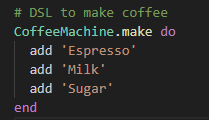 # DSL to make coffee
CoffeeMachine.make do
  add 'Espresso'
  add 'Milk'
  add 'Sugar'
end